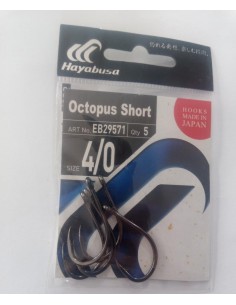 Hayabusa
Octopus Short
ART.No. EB29571 Qty 5
SIZE 4/0
HOOKS
MADE IN
JAPAN